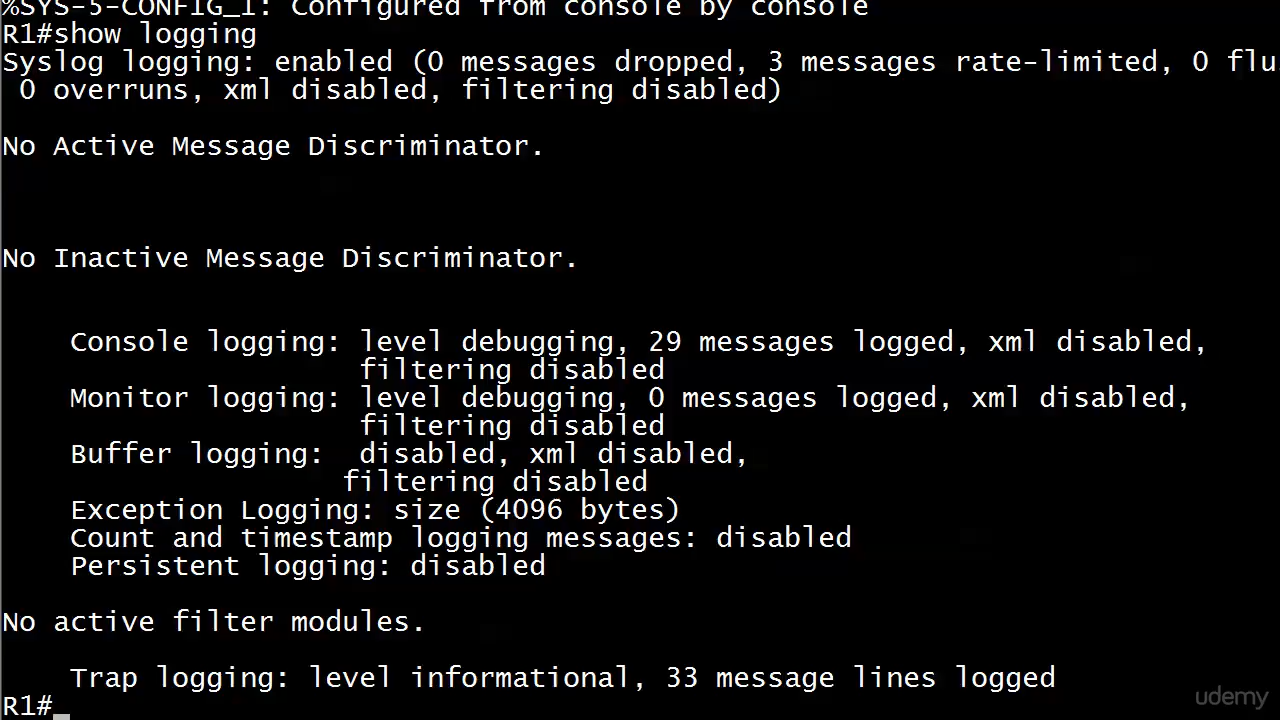 %SYS-5-CONFIG_I: Configured from console by console
R1#show logging
Syslog logging: enabled (0 messages dropped, 3 messages rate-limited, 0 flu
0 overruns, xml disabled, filtering disabled)
No Active Message Discriminator.
No Inactive Message Discriminator.
Console logging: level debugging, 29 messages logged, xml disabled,
filtering disabled
Monitor logging: level debugging, 0 messages logged, xml disabled,
filtering disabled
Buffer logging:  disabled, xml disabled,
filtering disabled
Exception Logging: size (4096 bytes)
Count and timestamp logging messages: disabled
Persistent logging: disabled
No active filter modules.
Trap logging: level informational, 33 message lines logged
R1#
udemy